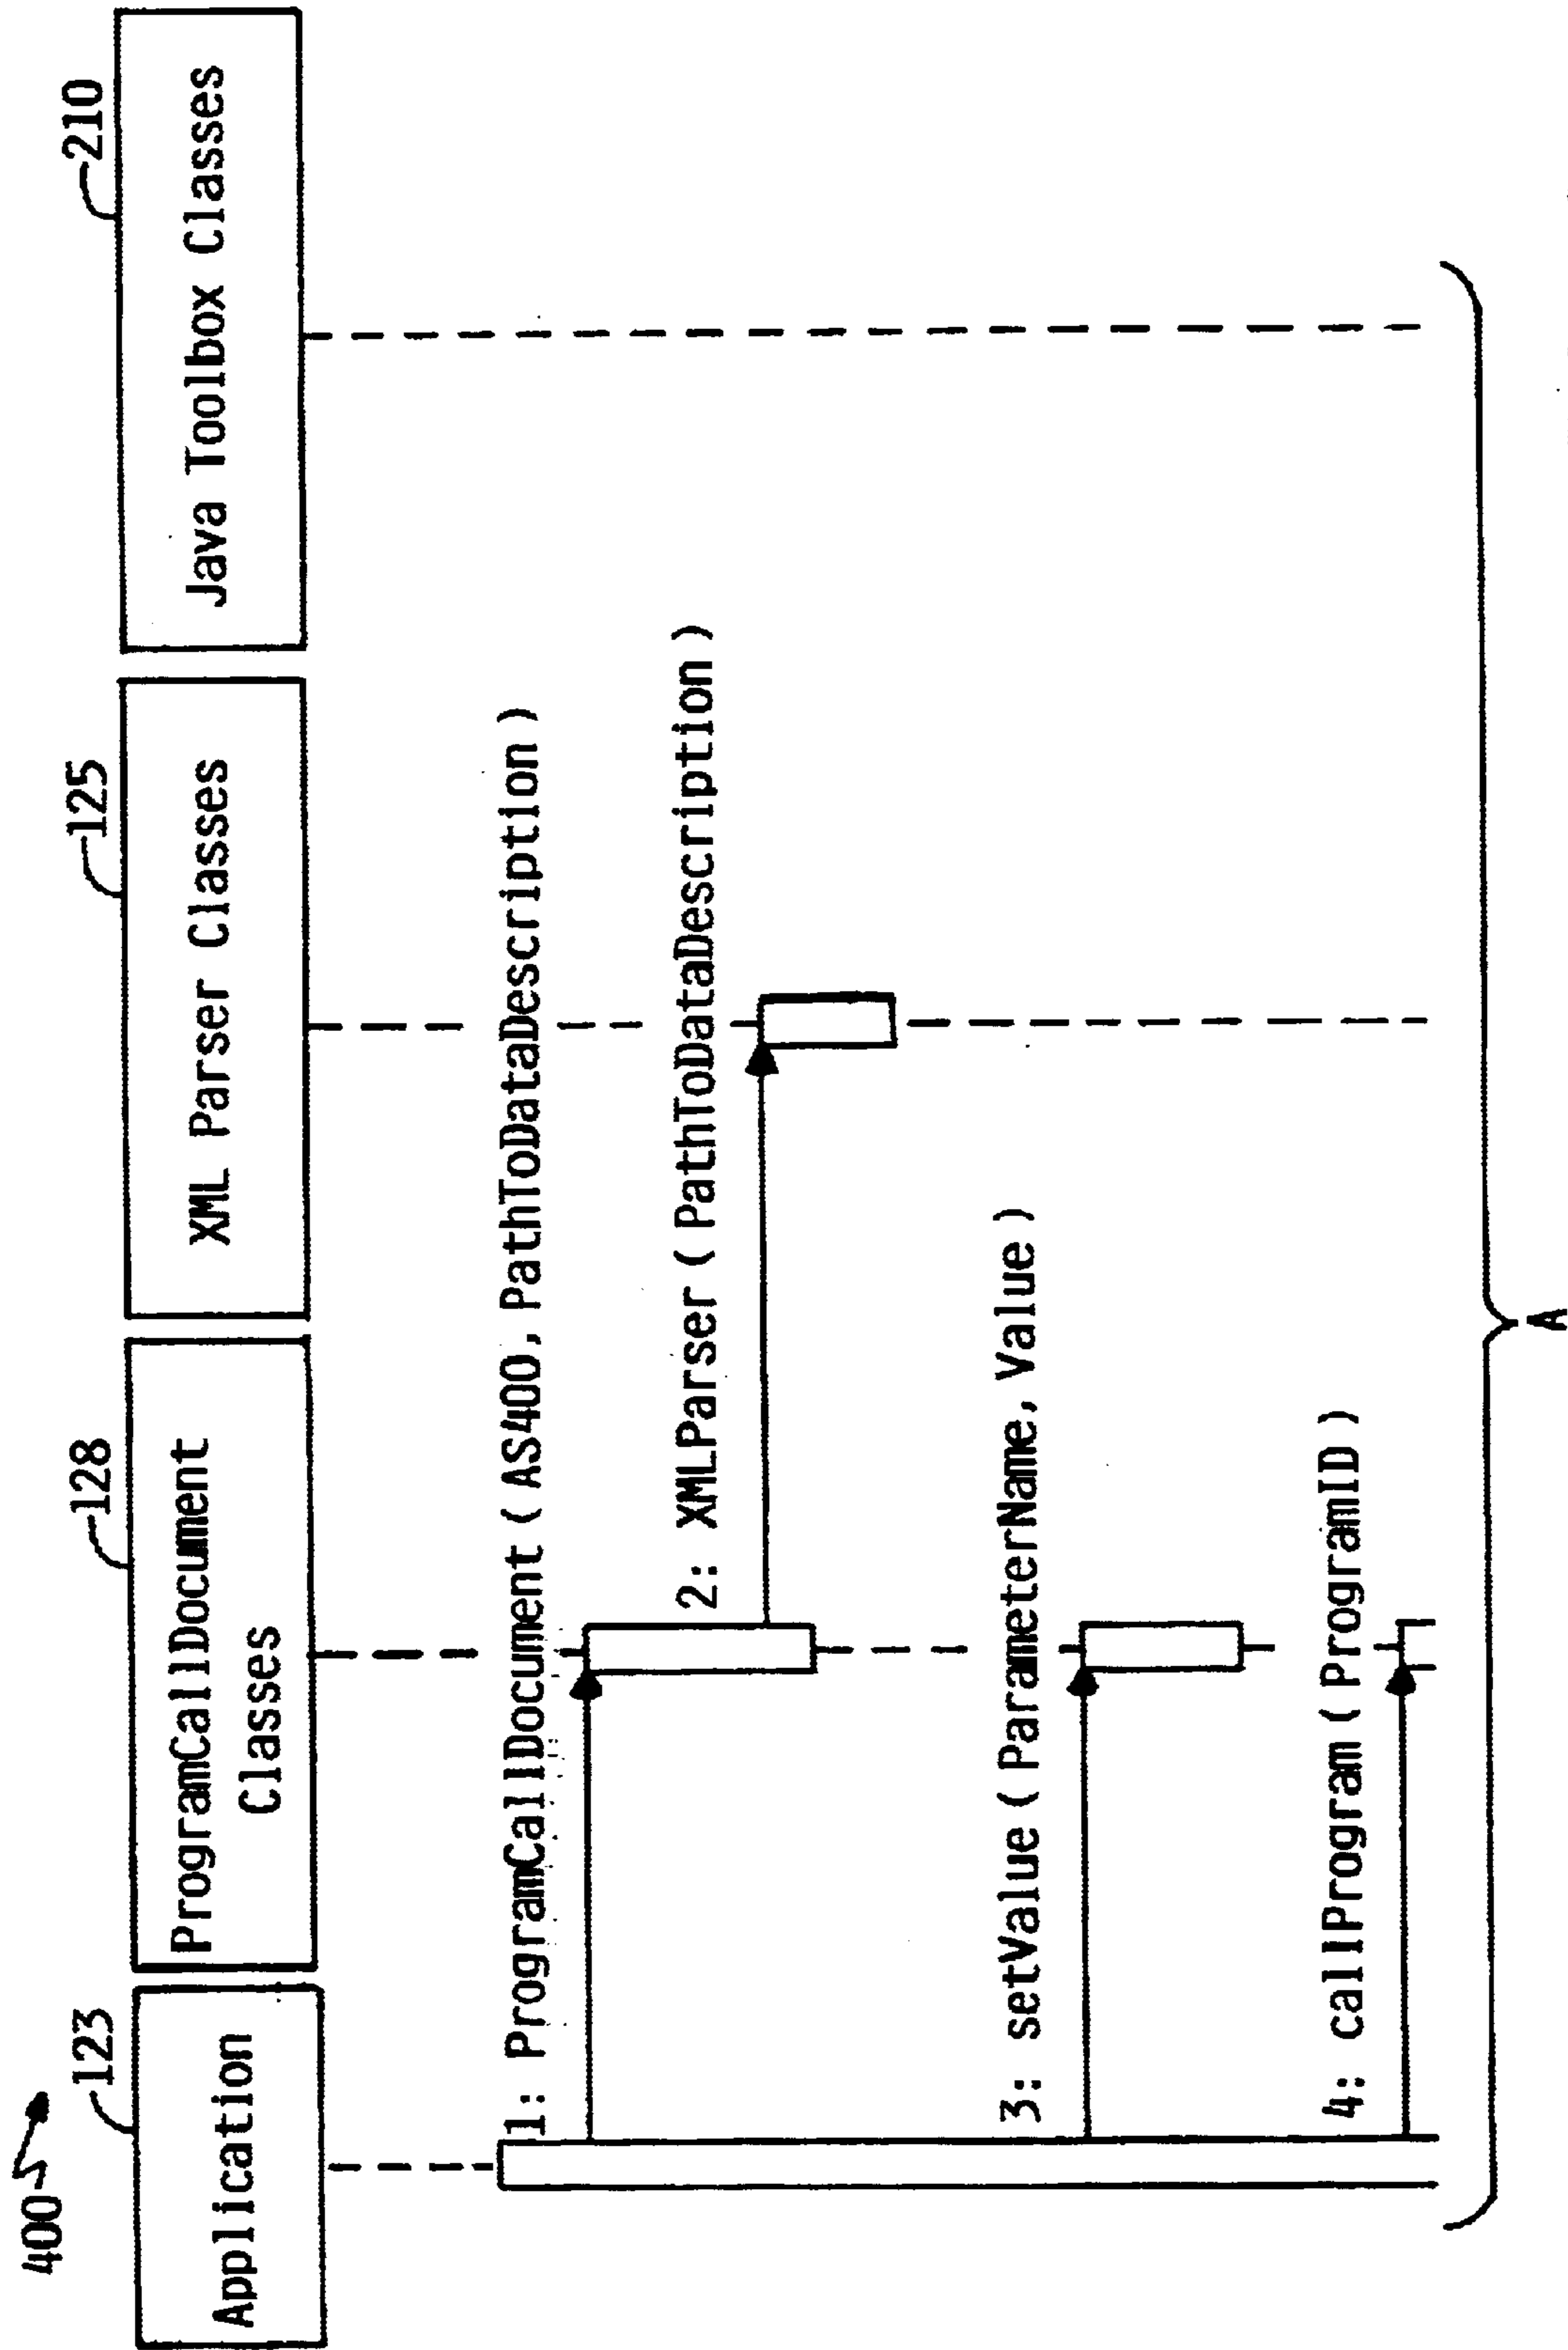 400
123
128
125
210
Application
ProgramCallDocument
Classes
XML Parser Classes
Java Toolbox Classes
1: ProgramCallDocument ( AS400, PathToDataDescription )
2: XMLParser ( PathToDataDescription )
3: setValue ( ParameterName, Value )
4: callProgram ( ProgramID )
A